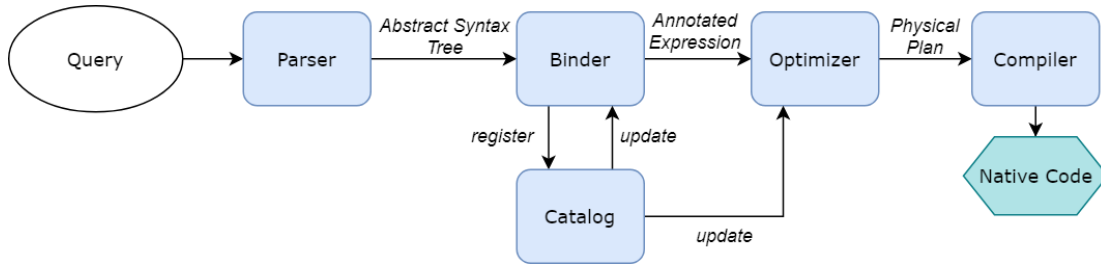 Query
Parser
Abstract Syntax
Tree
Binder
Annotated
Expression
Optimizer
Physical
Plan
Compiler
register
update
Catalog
update
Native Code